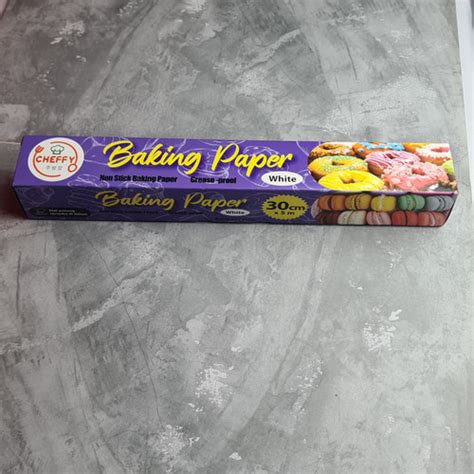 CHEFFY
Baking Paper
Non Stick Baking Paper Grease-proof
White
Baking Paper
White
30cm
x 5 m